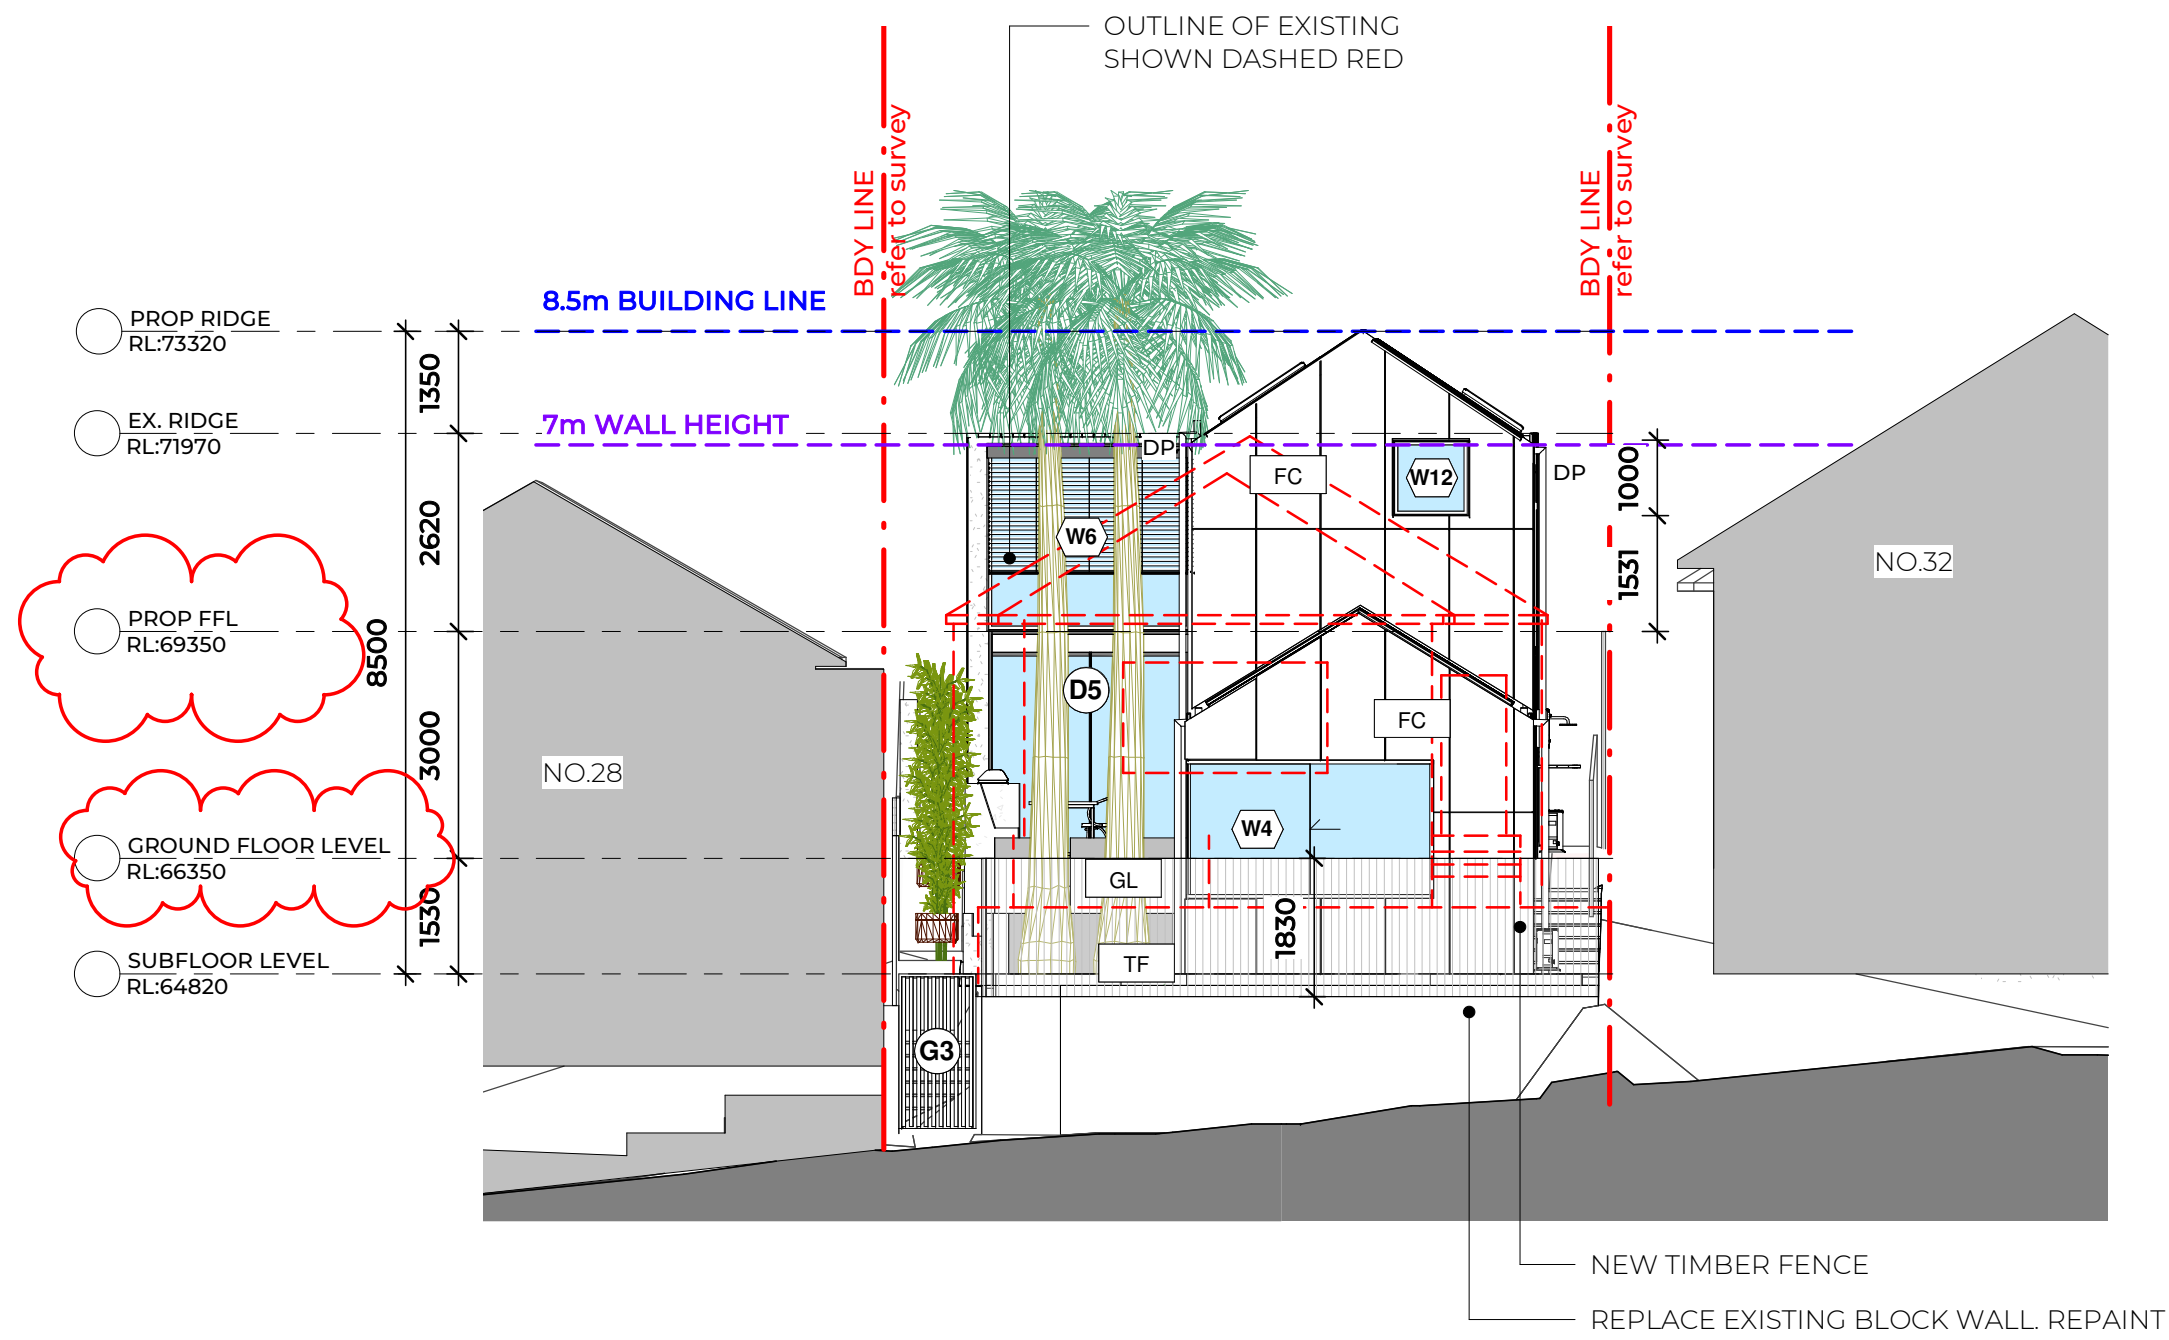 OUTLINE OF EXISTING
SHOWN DASHED RED
BDY LINE
refer to survey
BDY LINE
refer to survey
8.5m BUILDING LINE
PROP RIDGE
RL:73320
1350
7m WALL HEIGHT
EX. RIDGE
RL:71970
DP
FC
W12
DP
1000
2620
W6
1531
NO.32
PROP FFL
RL:69350
8500
D5
FC
3000
NO.28
W4
GROUND FLOOR LEVEL
RL:66350
GL
1530
1830
SUBFLOOR LEVEL
RL:64820
TF
G3
NEW TIMBER FENCE
REPLACE EXISTING BLOCK WALL. REPAINT